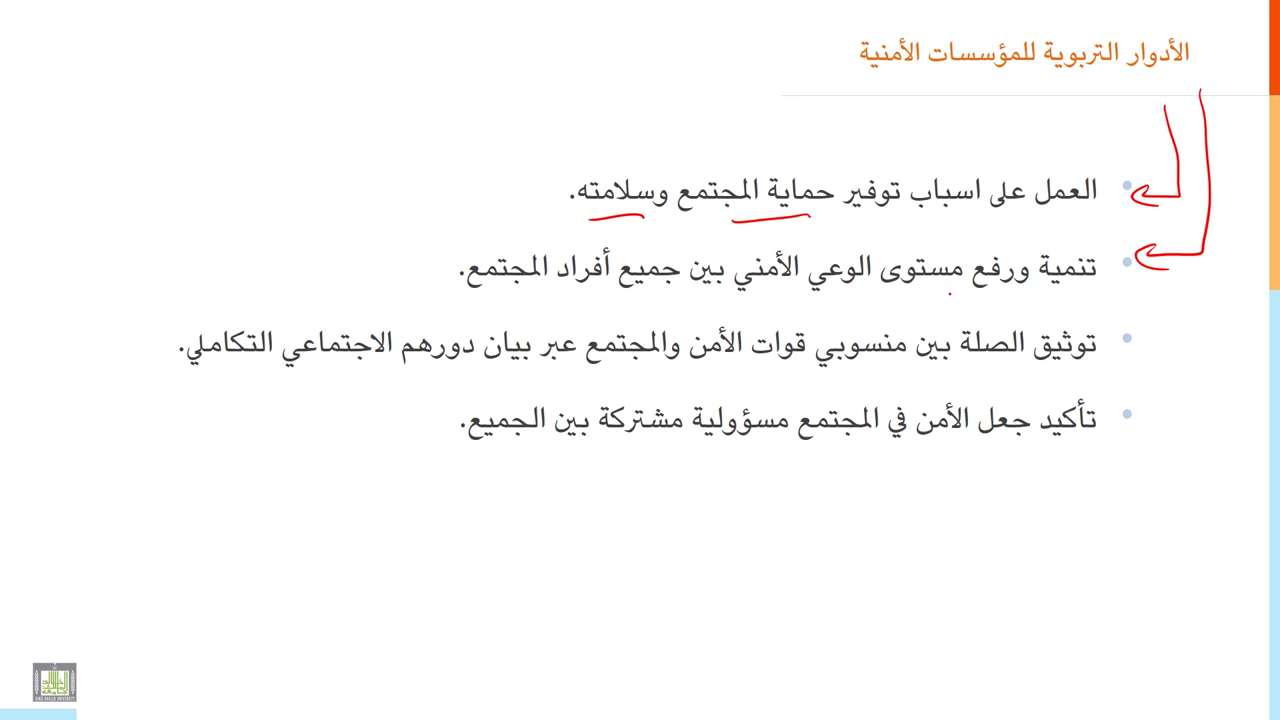 الأدوار التربوية للمؤسسات الأمنية
العمل على اسباب توفير حماية المجتمع وسلامته.
تنمية ورفع مستوى الوعي الأمني بين جميع أفراد المجتمع.
توثيق الصلة بين منسوبي قوات الأمن والمجتمع عبر بيان دورهم الاجتماعي التكاملي.
تأكيد جعل الأمن في المجتمع مسؤولية مشتركة بين الجميع.